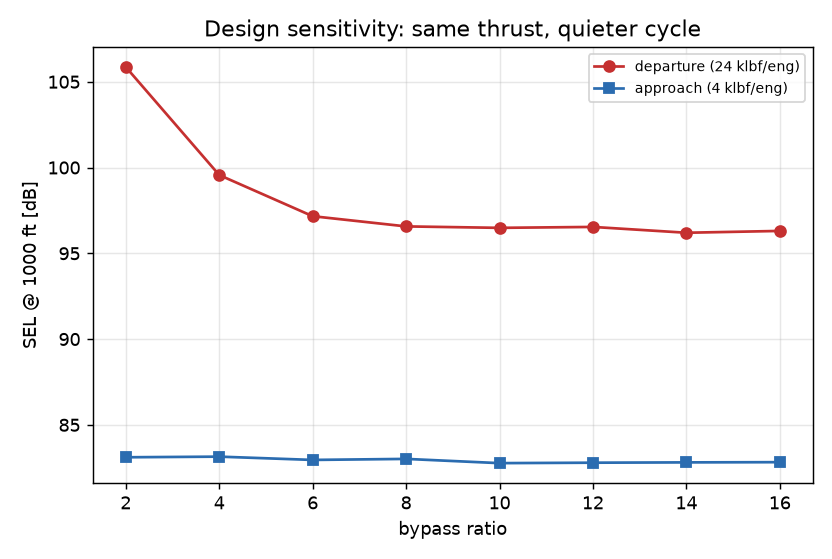 Design sensitivity: same thrust, quieter cycle
departure (24 klbf/eng)
approach (4 klbf/eng)
SEL @ 1000 ft [dB]
105
100
95
90
85
2 4 6 8 10 12 14 16
bypass ratio